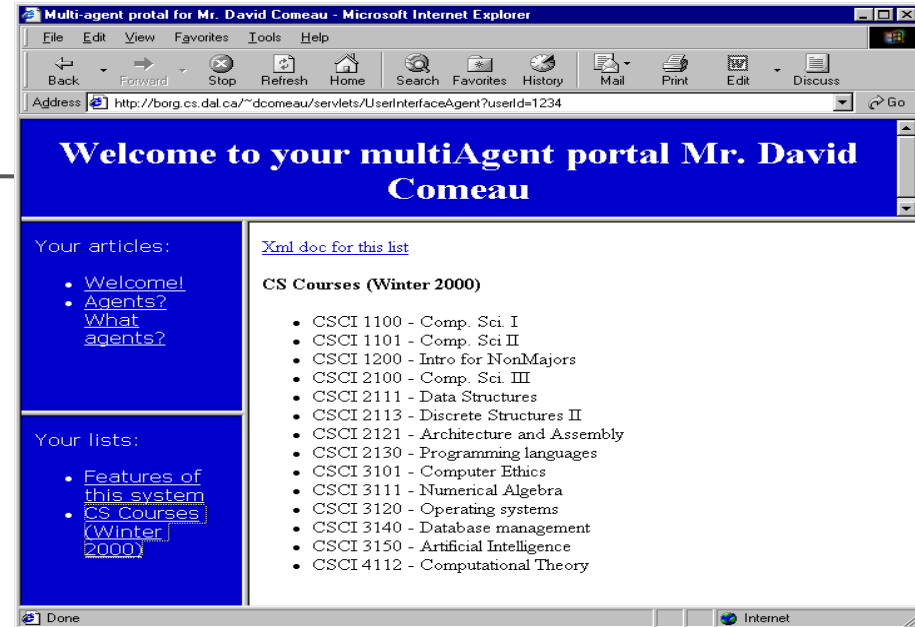 Multi-agent protal for Mr. David Comeau - Microsoft Internet Explorer
File Edit View Favorites Tools Help
Back Forward Stop Refresh Home Search Favorites History Mail Print Edit Discuss
Address http://borg.cs.dal.ca/~dcomeau/servlets/UserInterfaceAgent?userId=1234 Go
Welcome to your multiAgent portal Mr. David
Comeau
Your articles:
Welcome!
Agents?
What
agents?
Your lists:
Features of
this system
CS Courses
(Winter
2000)
Xml doc for this list
CS Courses (Winter 2000)
CSCI 1100 - Comp. Sci. I
CSCI 1101 - Comp. Sci II
CSCI 1200 - Intro for NonMajors
CSCI 2100 - Comp. Sci. III
CSCI 2111 - Data Structures
CSCI 2113 - Discrete Structures II
CSCI 2121 - Architecture and Assembly
CSCI 2130 - Programming languages
CSCI 3101 - Computer Ethics
CSCI 3111 - Numerical Algebra
CSCI 3120 - Operating systems
CSCI 3140 - Database management
CSCI 3150 - Artificial Intelligence
CSCI 4112 - Computational Theory
Done Internet